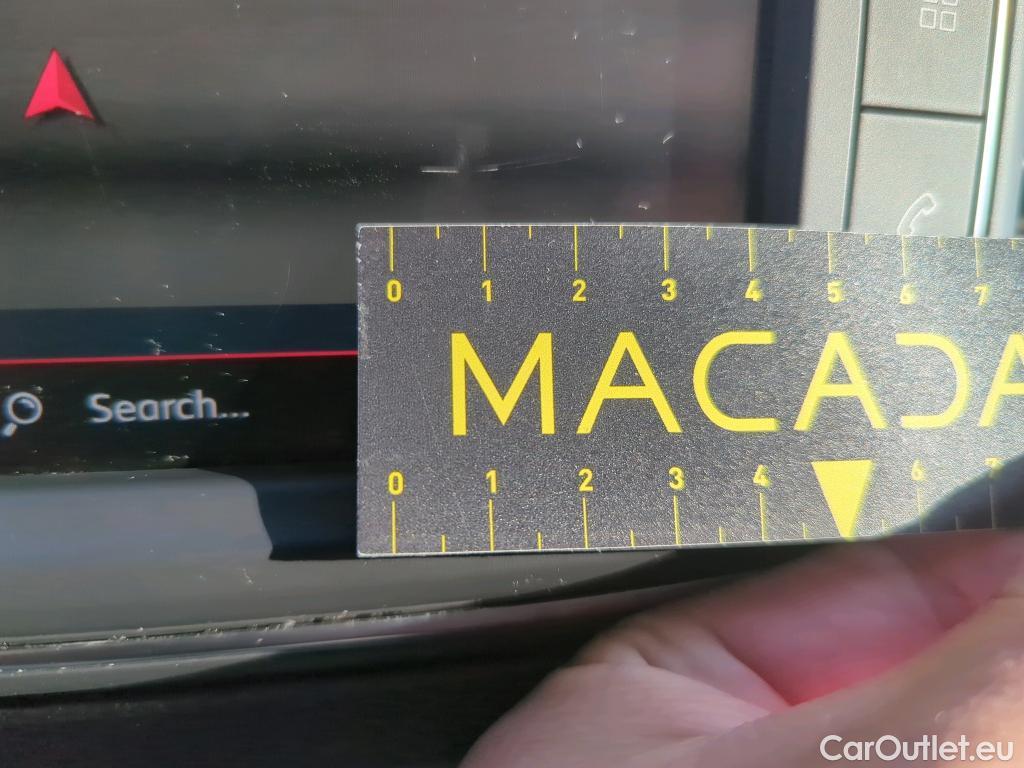 0 1 2 3 4 5 6 7
MACADA
Search...
0 1 2 3 4 6 7
CarOutlet.eu